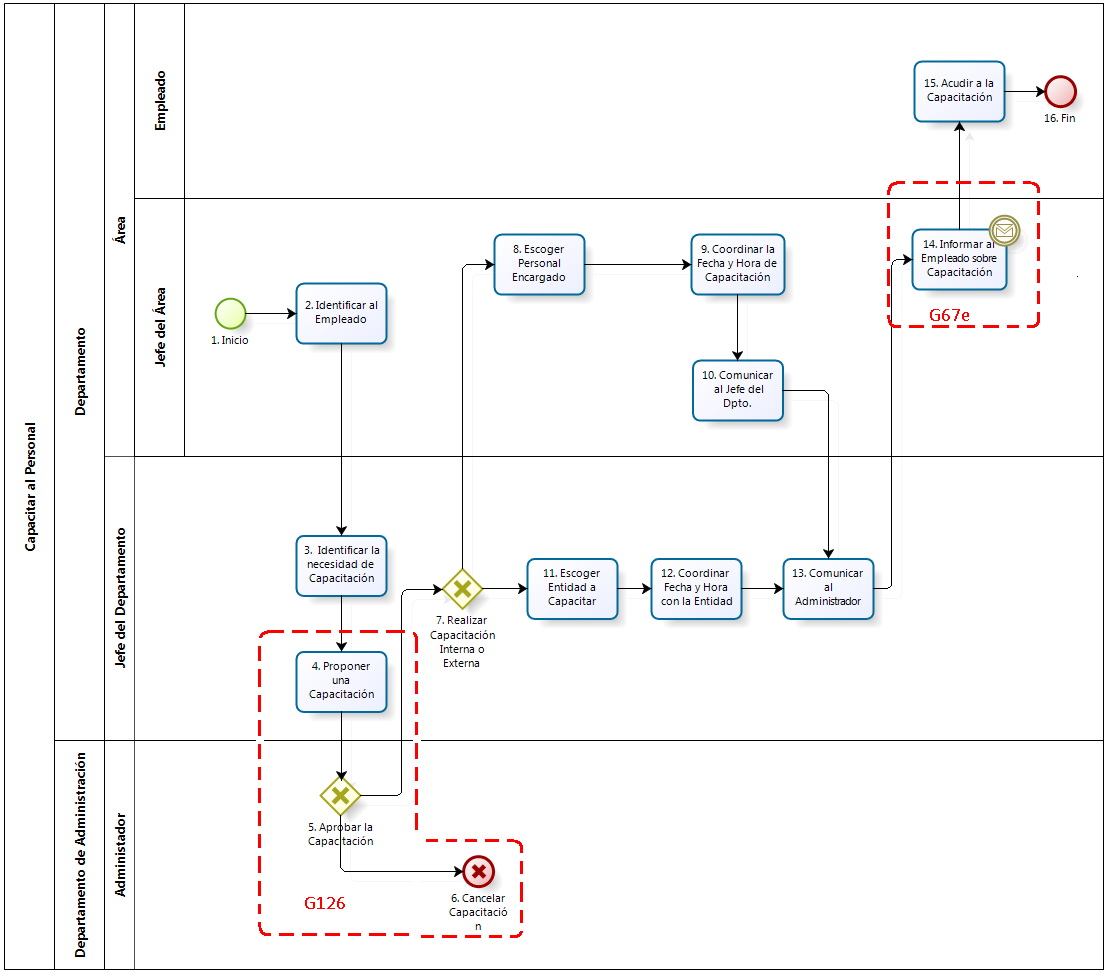 Capacitar al Personal
Departamento
Área
Empleado
15. Acudir a la
Capacitación
16. Fin
Jefe del Área
1. Inicio
2. Identificar al
Empleado
8. Escoger
Personal
Encargado
9. Coordinar la
Fecha y Hora de
Capacitación
10. Comunicar
al Jefe del
Dpto.
14. Informar al
Empleado sobre
Capacitación
G67e
Jefe del Departamento
3. Identificar la
necesidad de
Capacitación
4. Proponer
una
Capacitación
7. Realizar
Capacitación
Interna o
Externa
11. Escoger
Entidad a
Capacitar
12. Coordinar
Fecha y Hora
con la Entidad
13. Comunicar
al
Administrador
Departamento de Administración
Administador
5. Aprobar la
Capacitación
6. Cancelar
Capacitació
n
G126